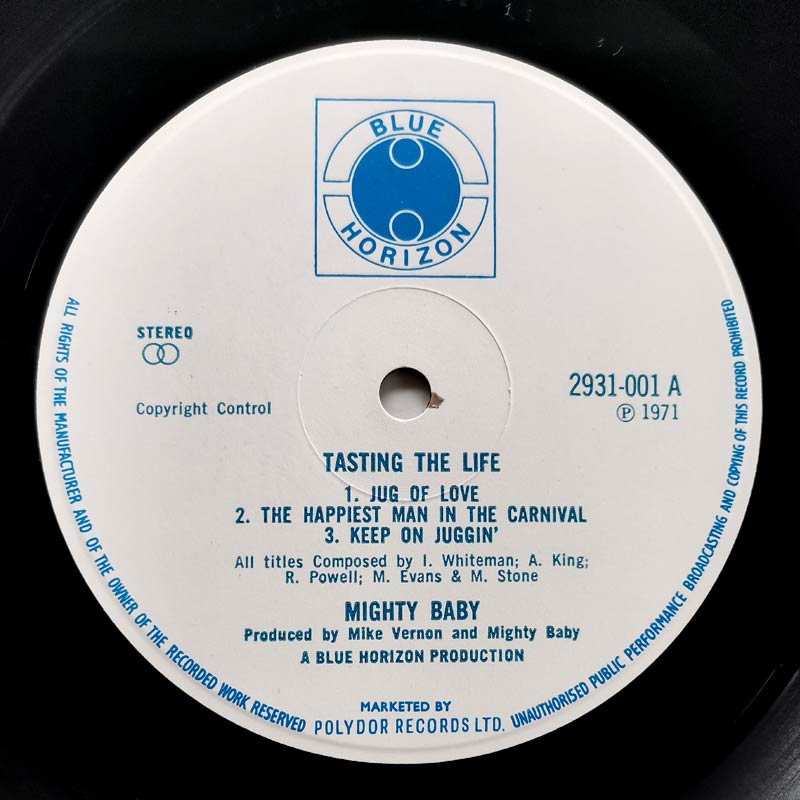 BLUE
HORIZON
STEREO
Copyright Control
2931-001 A
Ⓟ 1971
TASTING THE LIFE
1. JUG OF LOVE
2. THE HAPPIEST MAN IN THE CARNIVAL
3. KEEP ON JUGGIN'
All titles Composed by I. Whiteman; A. King;
R. Powell; M. Evans & M. Stone
MIGHTY BABY
Produced by Mike Vernon and Mighty Baby
A BLUE HORIZON PRODUCTION
MARKETED BY
POLYDOR RECORDS LTD.
ALL RIGHTS OF THE MANUFACTURER AND OF THE OWNER OF THE RECORDED WORK RESERVED
UNAUTHORISED PUBLIC PERFORMANCE BROADCASTING AND COPYING OF THIS RECORD PROHIBITED